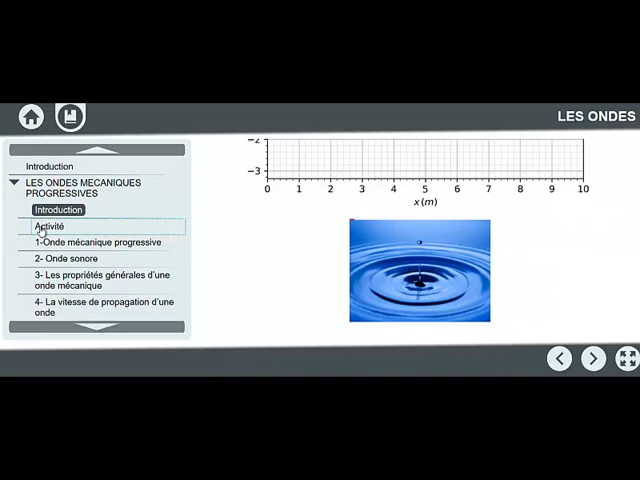 LES ONDES
Introduction
LES ONDES MECANIQUES
PROGRESSIVES
Introduction
Activité
1-Onde mécanique progressive
2- Onde sonore
3- Les propriétés générales d'une
onde mécanique
4- La vitesse de propagation d'une
onde
−2
−3
0 1 2 3 4 5 6 7 8 9 10
x (m)